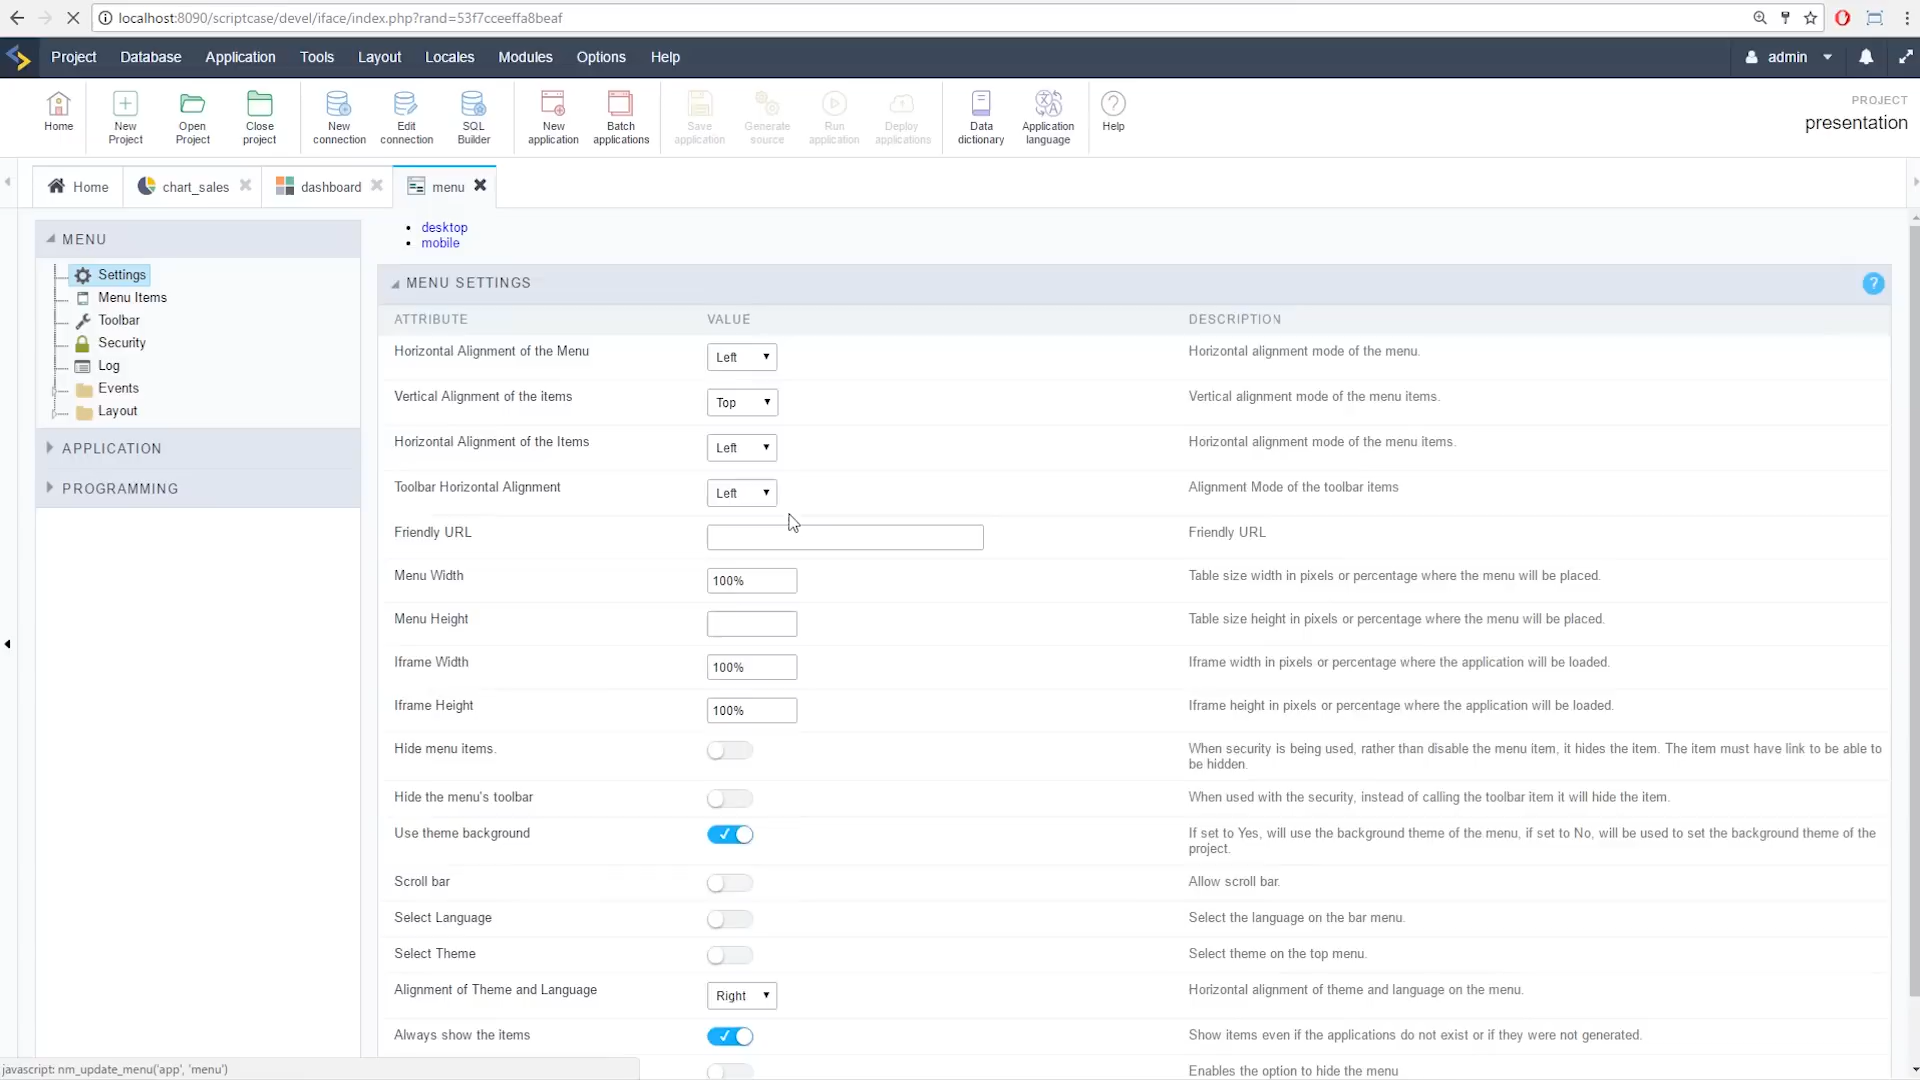 localhost:8090/scriptcase/devel/iface/index.php?rand=53f7cceeffa8beaf
Project Database Application Tools Layout Locales Modules Options Help admin
Home
New Project
Open Project
Close project
New connection
Edit connection
SQL Builder
New application
Batch applications
Save application
Generate source
Run application
Deploy applications
Data dictionary
Application language
Help
PROJECT
presentation
Home chart_sales dashboard menu
MENU
Settings
Menu Items
Toolbar
Security
Log
Events
Layout
APPLICATION
PROGRAMMING
desktop
mobile
MENU SETTINGS ?
ATTRIBUTE VALUE DESCRIPTION
Horizontal Alignment of the Menu Left Horizontal alignment mode of the menu.
Vertical Alignment of the items Top Vertical alignment mode of the menu items.
Horizontal Alignment of the Items Left Horizontal alignment mode of the menu items.
Toolbar Horizontal Alignment Left Alignment Mode of the toolbar items
Friendly URL Friendly URL
Menu Width 100% Table size width in pixels or percentage where the menu will be placed.
Menu Height Table size height in pixels or percentage where the menu will be placed.
Iframe Width 100% Iframe width in pixels or percentage where the application will be loaded.
Iframe Height 100% Iframe height in pixels or percentage where the application will be loaded.
Hide menu items. When security is being used, rather than disable the menu item, it hides the item. The item must have link to be able to
be hidden.
Hide the menu's toolbar When used with the security, instead of calling the toolbar item it will hide the item.
Use theme background If set to Yes, will use the background theme of the menu, if set to No, will be used to set the background theme of the
project.
Scroll bar Allow scroll bar.
Select Language Select the language on the bar menu.
Select Theme Select theme on the top menu.
Alignment of Theme and Language Right Horizontal alignment of theme and language on the menu.
Always show the items Show items even if the applications do not exist or if they were not generated.
Enables the option to hide the menu
javascript: nm_update_menu('app', 'menu')